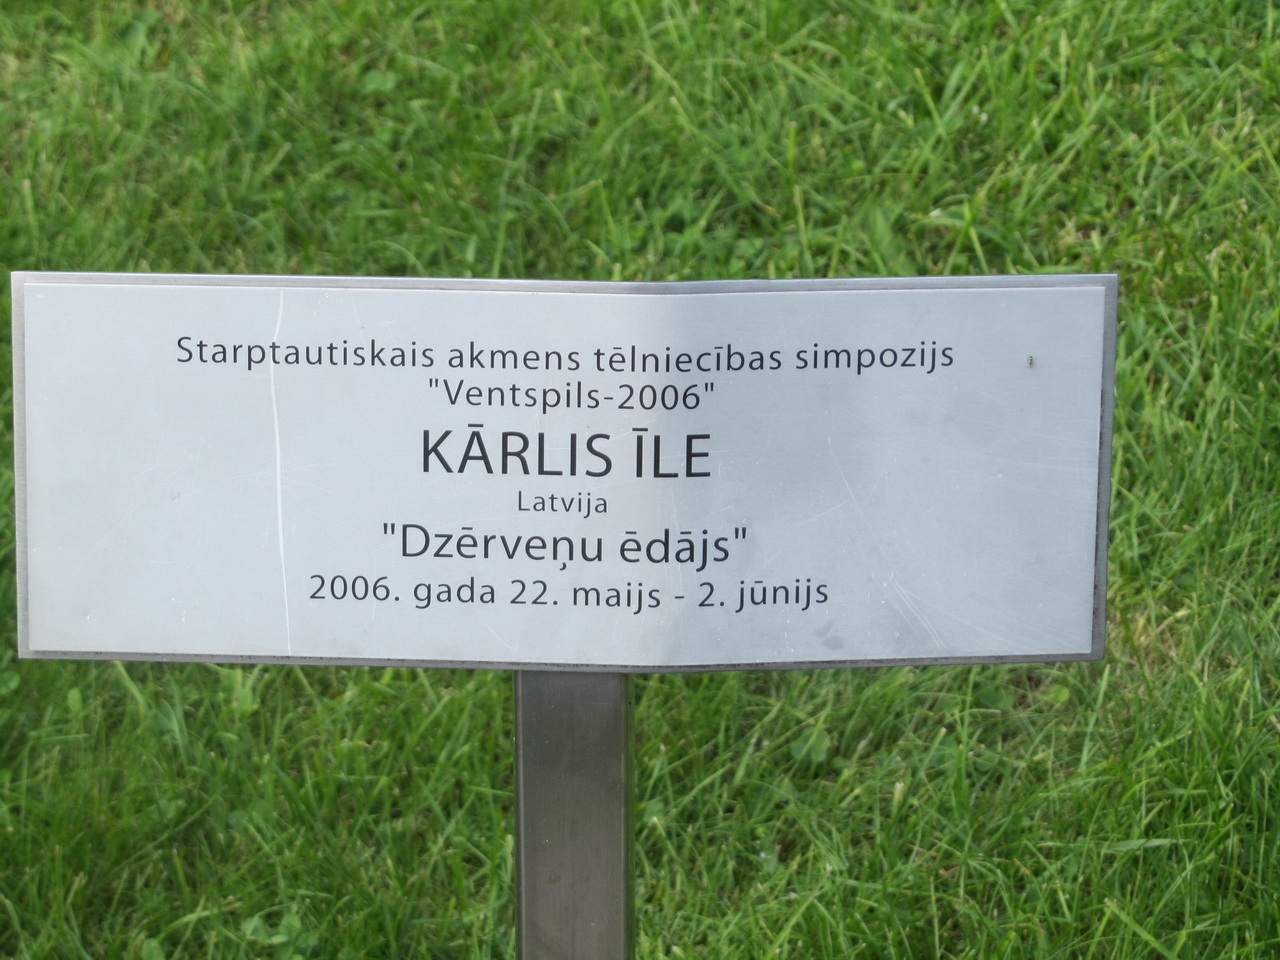 Starptautiskais akmens tēlniecības simpozijs
"Ventspils-2006"
KĀRLIS ĪLE
Latvija
"Dzērveņu ēdājs"
2006. gada 22. maijs - 2. jūnijs